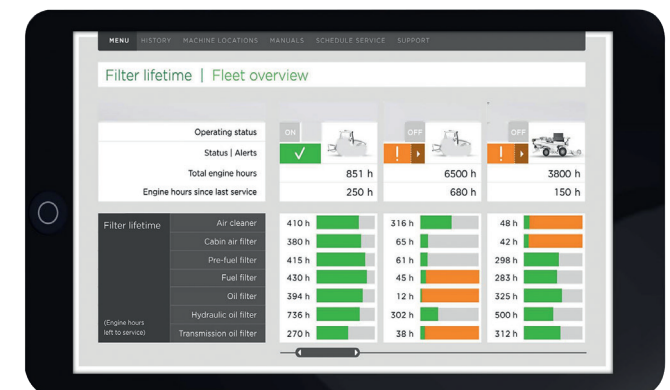 MENU HISTORY MACHINE LOCATIONS MANUALS SCHEDULE SERVICE SUPPORT
Filter lifetime | Fleet overview
Operating status ON OFF OFF
Status | Alerts
Total engine hours 851 h 6500 h 3800 h
Engine hours since last service 250 h 680 h 150 h
Filter lifetime Air cleaner 410 h 316 h 48 h
Cabin air filter 380 h 65 h 42 h
Pre-fuel filter 415 h 61 h 298 h
Fuel filter 430 h 45 h 283 h
Oil filter 394 h 12 h 325 h
(Engine hours Hydraulic oil filter 736 h 302 h 500 h
left to service) Transmission oil filter 270 h 38 h 312 h